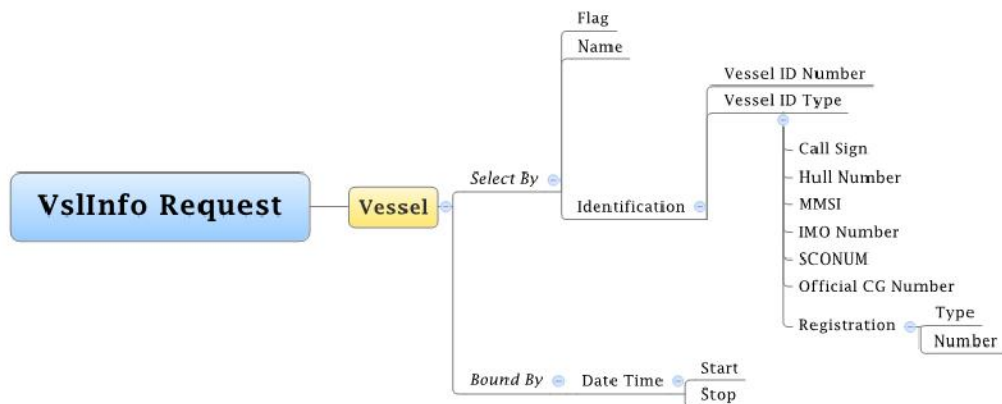 VslInfo Request
Vessel
Select By
Flag
Name
Identification
Vessel ID Number
Vessel ID Type
Call Sign
Hull Number
MMSI
IMO Number
SCONUM
Official CG Number
Registration
Type
Number
Bound By
Date Time
Start
Stop